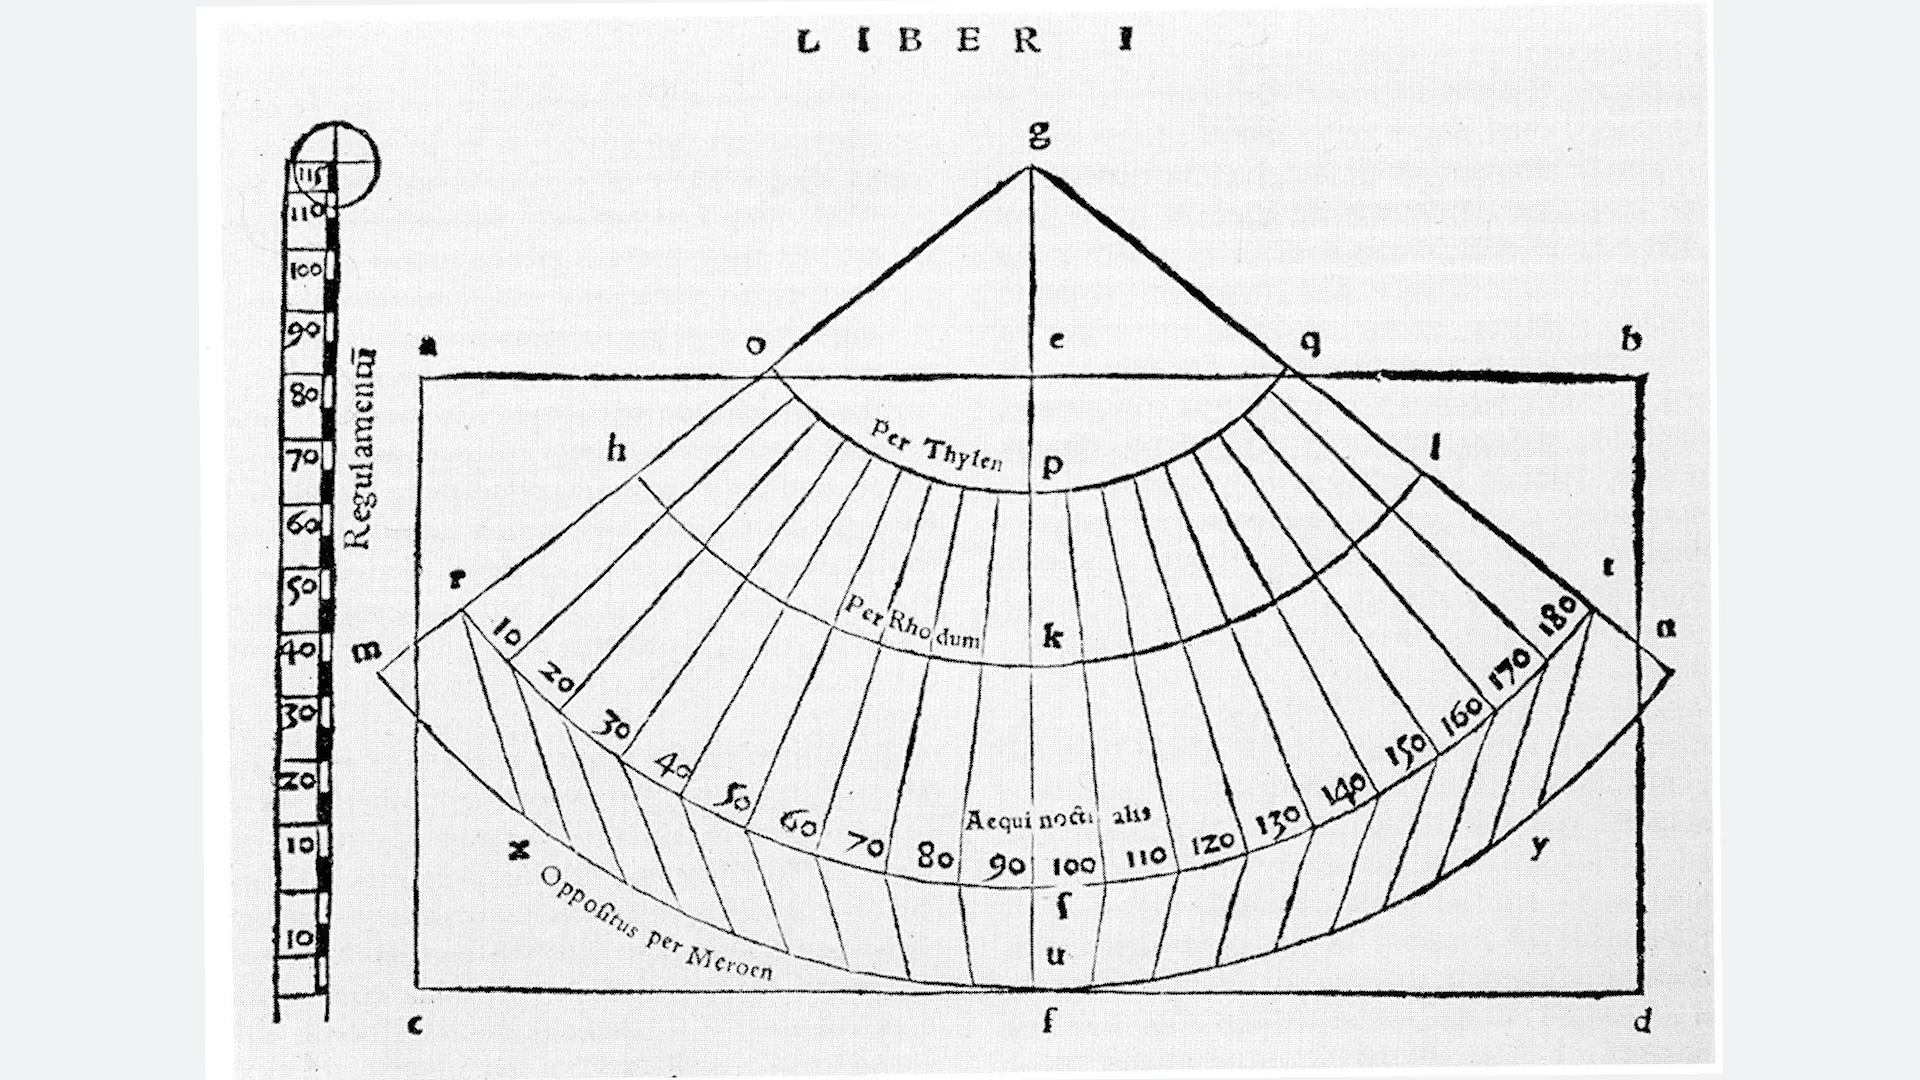 LIBER I
g
115
110
100
90
80
70
60
50
40
30
20
10
10
Regulamentū
a
o
e
q
b
Per Thylen
p
h
l
r
t
Per Rhodum
k
m
n
10
20
30
40
50
60
70
80
90
100
110
120
130
140
150
160
170
180
Aequinoctialis
ſ
x
y
Oppoſitus per Meroen
u
c
f
d